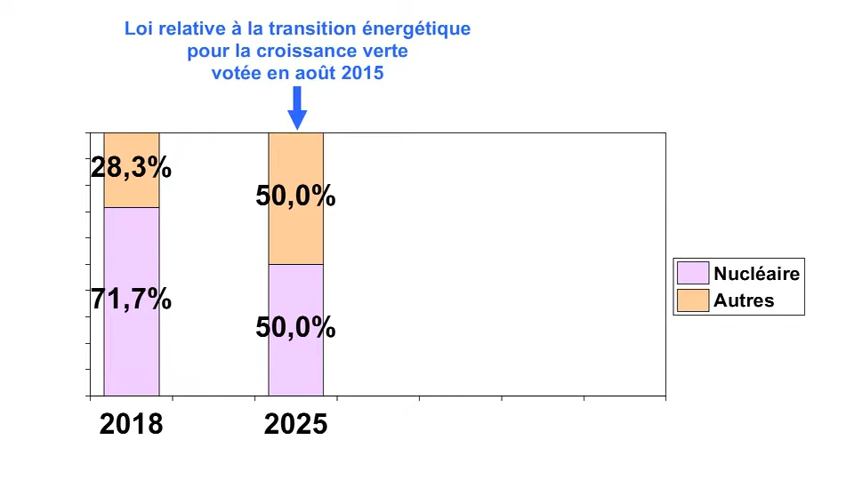 Loi relative à la transition énergétique
pour la croissance verte
votée en août 2015
28,3%
50,0%
71,7%
50,0%
Nucléaire
Autres
2018
2025